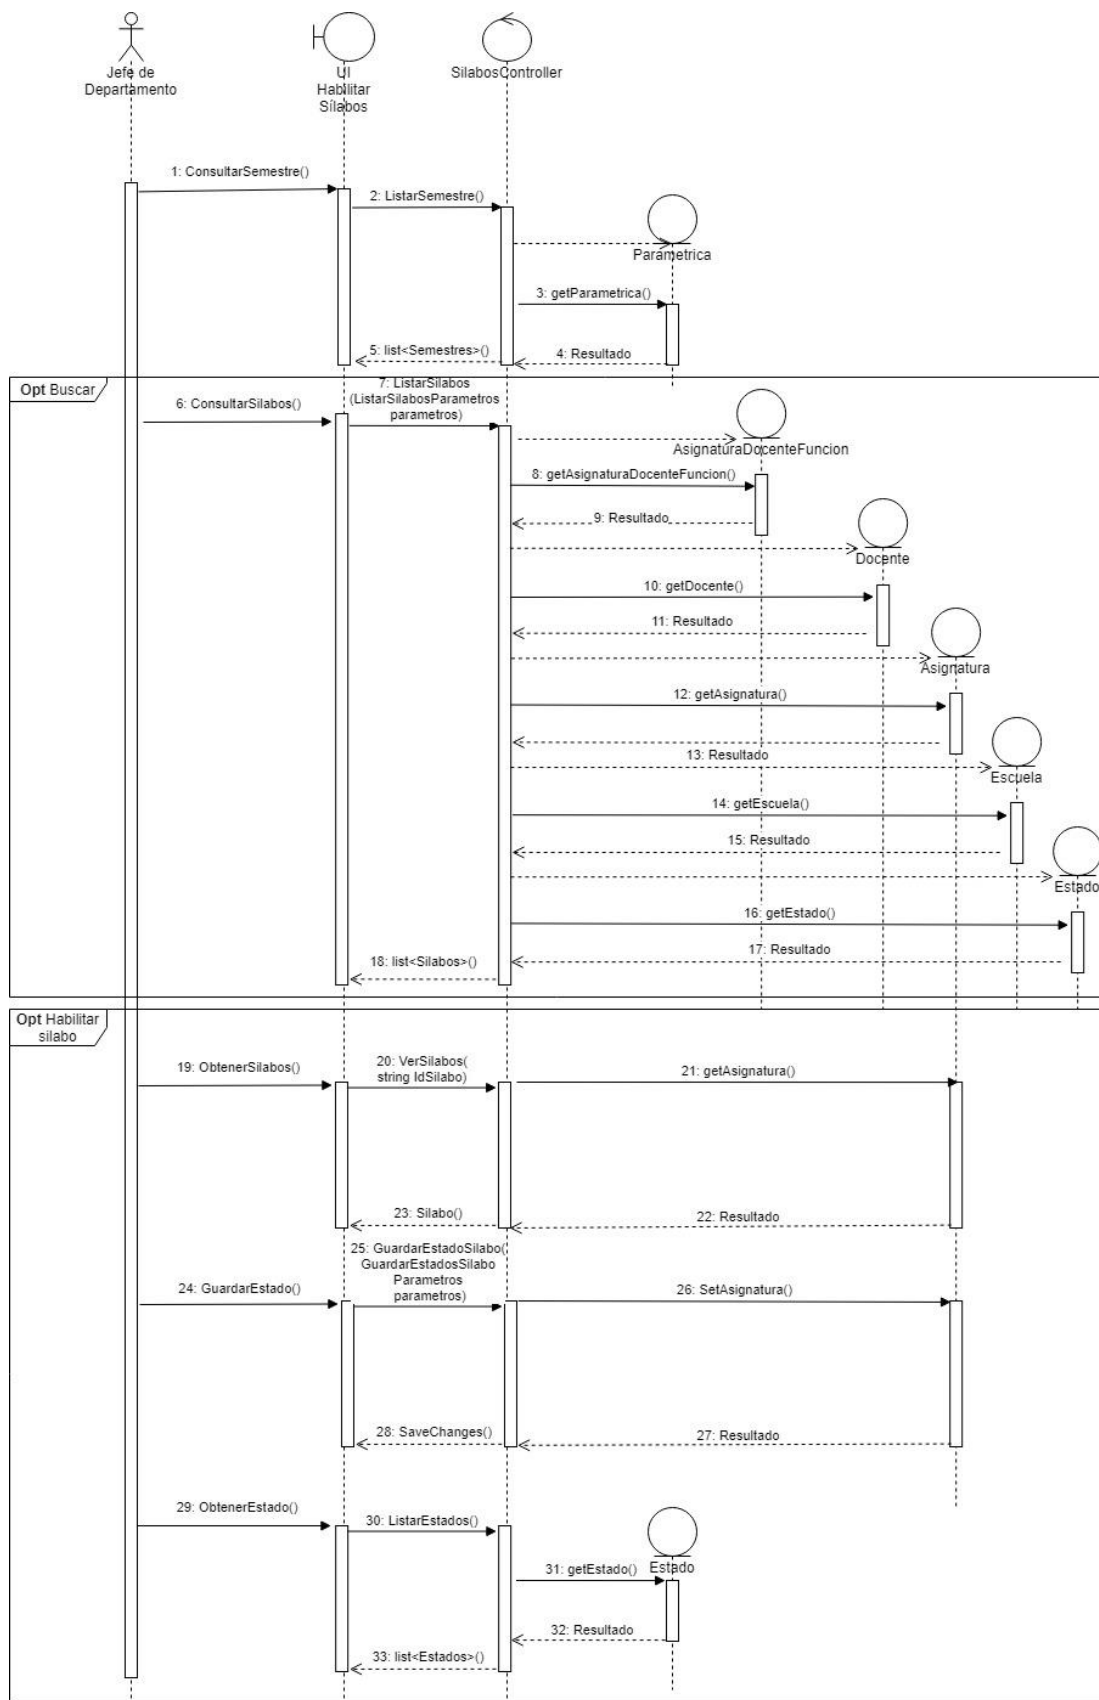 Jefe de
Departamento
UI
Habilitar
Sílabos
SilabosController
1: ConsultarSemestre()
2: ListarSemestre()
Parámetrica
3: getParametrica()
5: list<Semestres>()
4: Resultado
Opt Buscar
6: ConsultarSilabos()
7: ListarSilabos
(ListarSilabosParametros
parametros)
AsignaturaDocenteFuncion
8: getAsignaturaDocenteFuncion()
9: Resultado
Docente
10: getDocente()
11: Resultado
Asignatura
12: getAsignatura()
13: Resultado
Escuela
14: getEscuela()
15: Resultado
Estado
16: getEstado()
17: Resultado
18: list<Silabos>()
Opt Habilitar
silabo
19: ObtenerSilabos()
20: VerSilabos(
string IdSilabo)
21: getAsignatura()
23: Silabo()
22: Resultado
25: GuardarEstadoSilabo(
GuardarEstadosSilabo
Parametros
parametros)
24: GuardarEstado()
26: SetAsignatura()
28: SaveChanges()
27: Resultado
29: ObtenerEstado()
30: ListarEstados()
31: getEstado()
Estado
32: Resultado
33: list<Estados>()